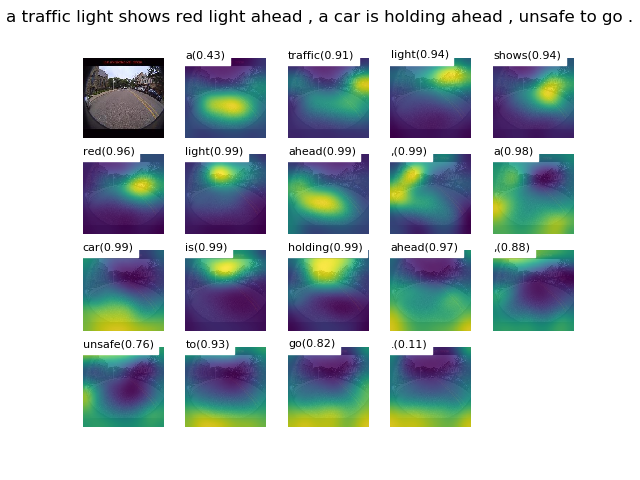 a traffic light shows red light ahead , a car is holding ahead , unsafe to go .
a(0.43) traffic(0.91) light(0.94) shows(0.94)
red(0.96) light(0.99) ahead(0.99) ,(0.99) a(0.98)
car(0.99) is(0.99) holding(0.99) ahead(0.97) ,(0.88)
unsafe(0.76) to(0.93) go(0.82) .(0.11)